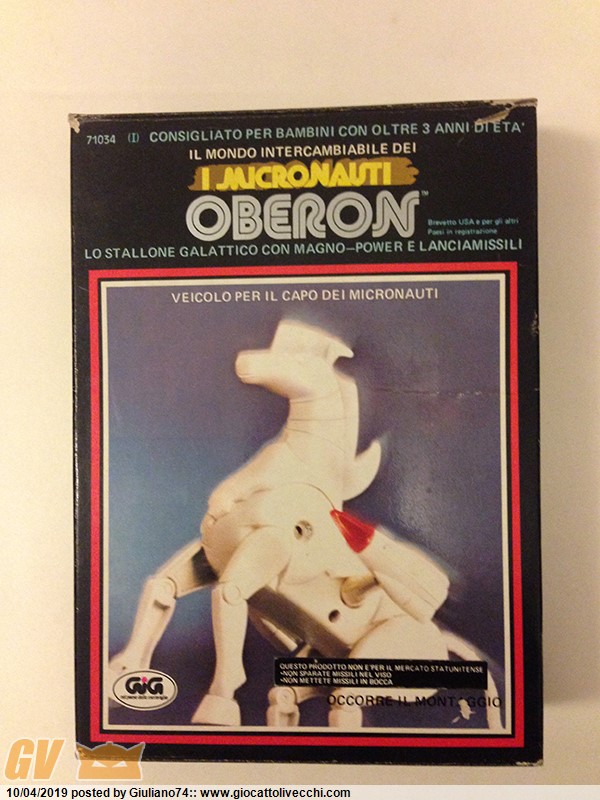 71034 (I) CONSIGLIATO PER BAMBINI CON OLTRE 3 ANNI DI ETA'
IL MONDO INTERCAMBIABILE DEI
I MICRONAUTI
OBERON™
Brevetto USA e per gli altri
Paesi in registrazione
LO STALLONE GALATTICO CON MAGNO-POWER E LANCIAMISSILI
VEICOLO PER IL CAPO DEI MICRONAUTI
GiG
QUESTO PRODOTTO NON E' PER IL MERCATO STATUNITENSE
•NON SPARATE MISSILI NEL VISO
•NON METTETE MISSILI IN BOCCA
OCCORRE IL MONTAGGIO
GV
10/04/2019 posted by Giuliano74:: www.giocattolivecchi.com